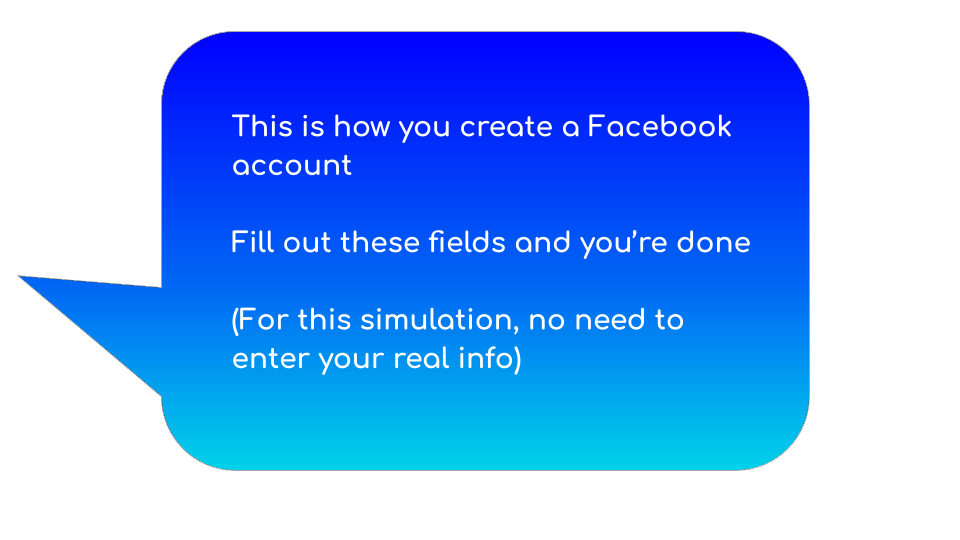 This is how you create a Facebook
account
Fill out these fields and you’re done
(For this simulation, no need to
enter your real info)